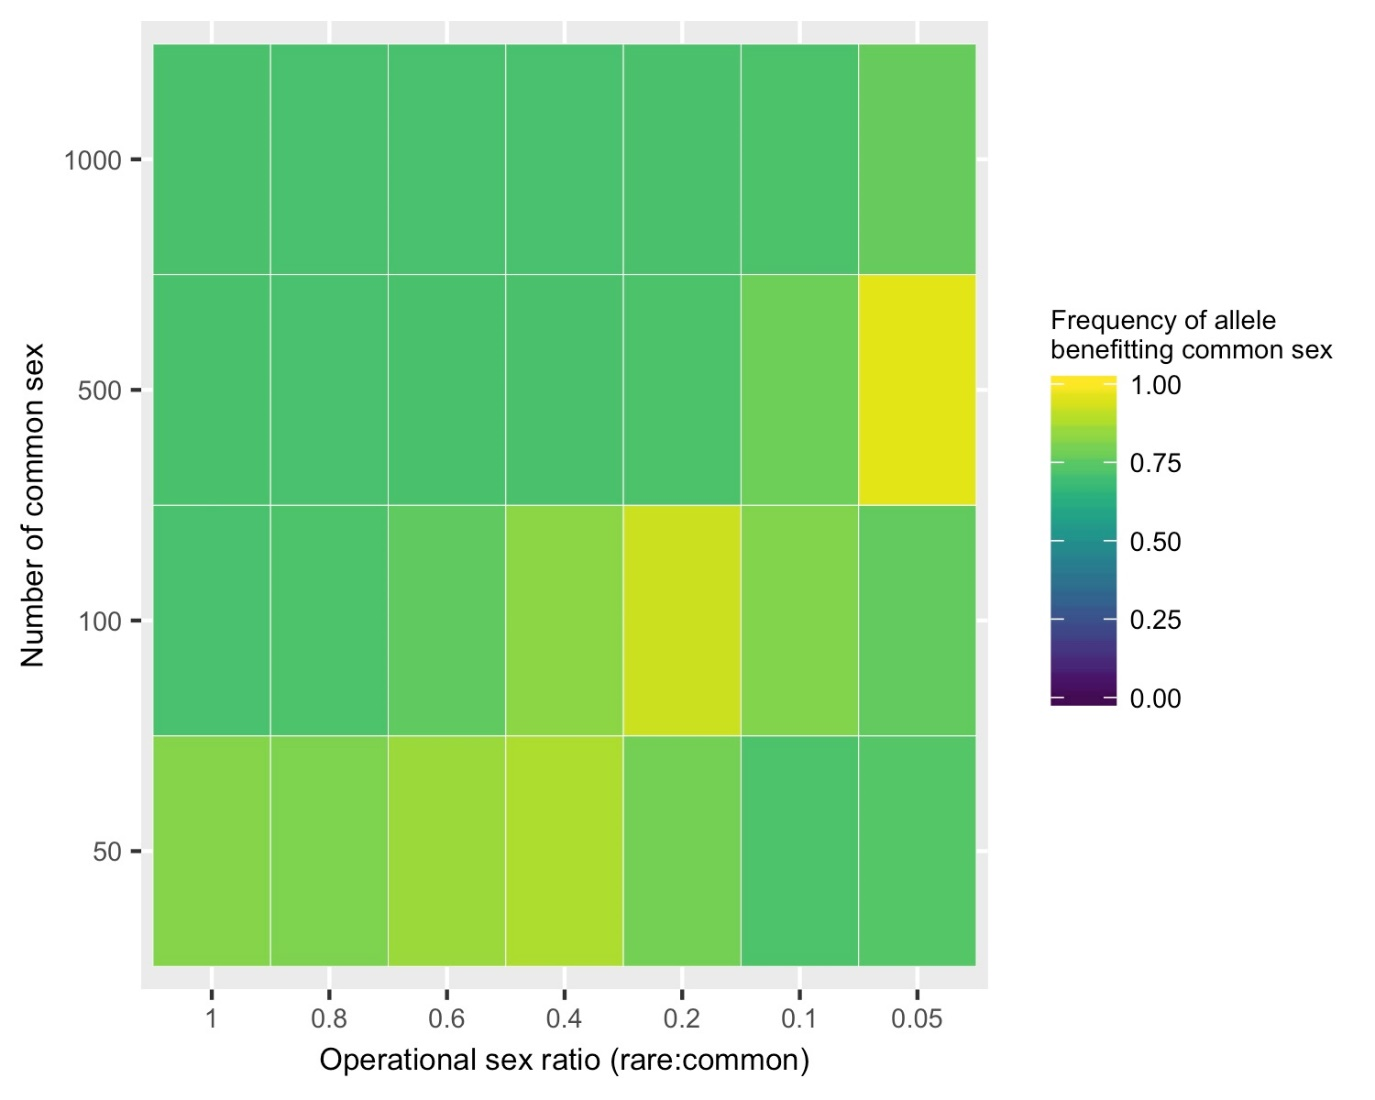 Number of common sex
1000
500
100
50
1 0.8 0.6 0.4 0.2 0.1 0.05
Operational sex ratio (rare:common)
Frequency of allele
benefitting common sex
1.00
0.75
0.50
0.25
0.00